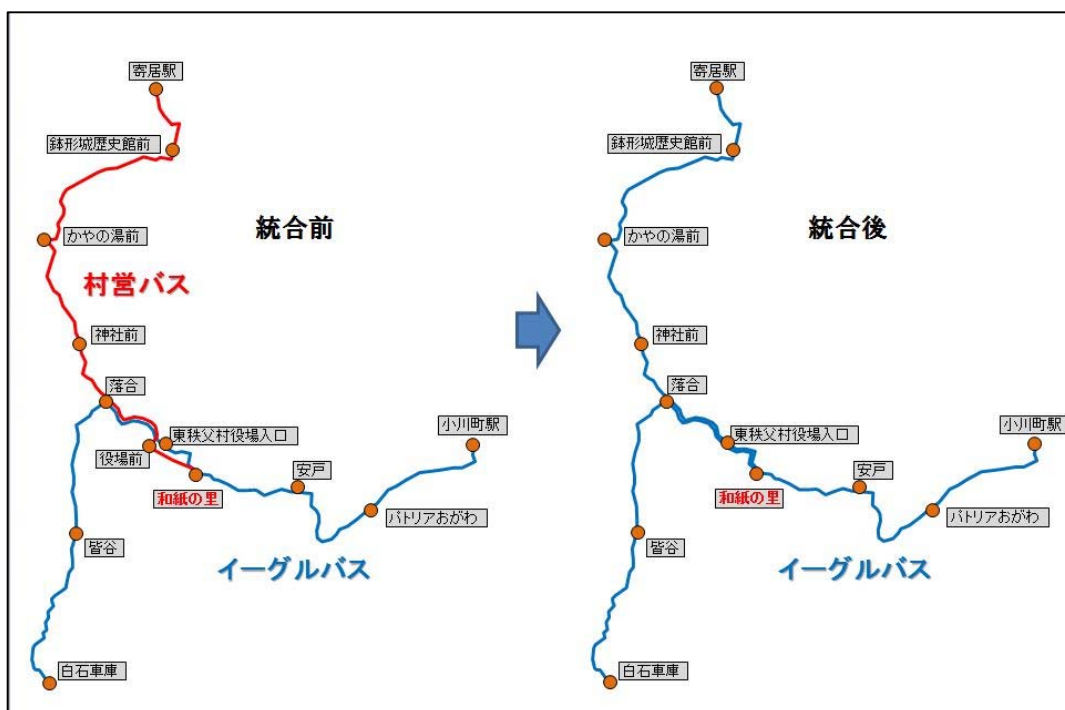 寄居駅
鉢形城歴史館前
かやの湯前
統合前
村営バス
神社前
落合
東秩父村役場入口
役場前
小川町駅
安戸
和紙の里
パトリアおがわ
皆谷
イーグルバス
白石車庫
寄居駅
鉢形城歴史館前
かやの湯前
統合後
神社前
落合
東秩父村役場入口
小川町駅
安戸
和紙の里
パトリアおがわ
皆谷
イーグルバス
白石車庫